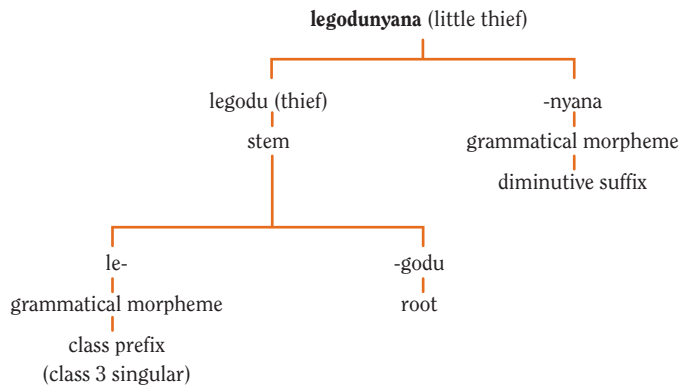 legodunyana (little thief)
legodu (thief)
-nyana
stem
grammatical morpheme
diminutive suffix
le-
-godu
grammatical morpheme
root
class prefix
(class 3 singular)